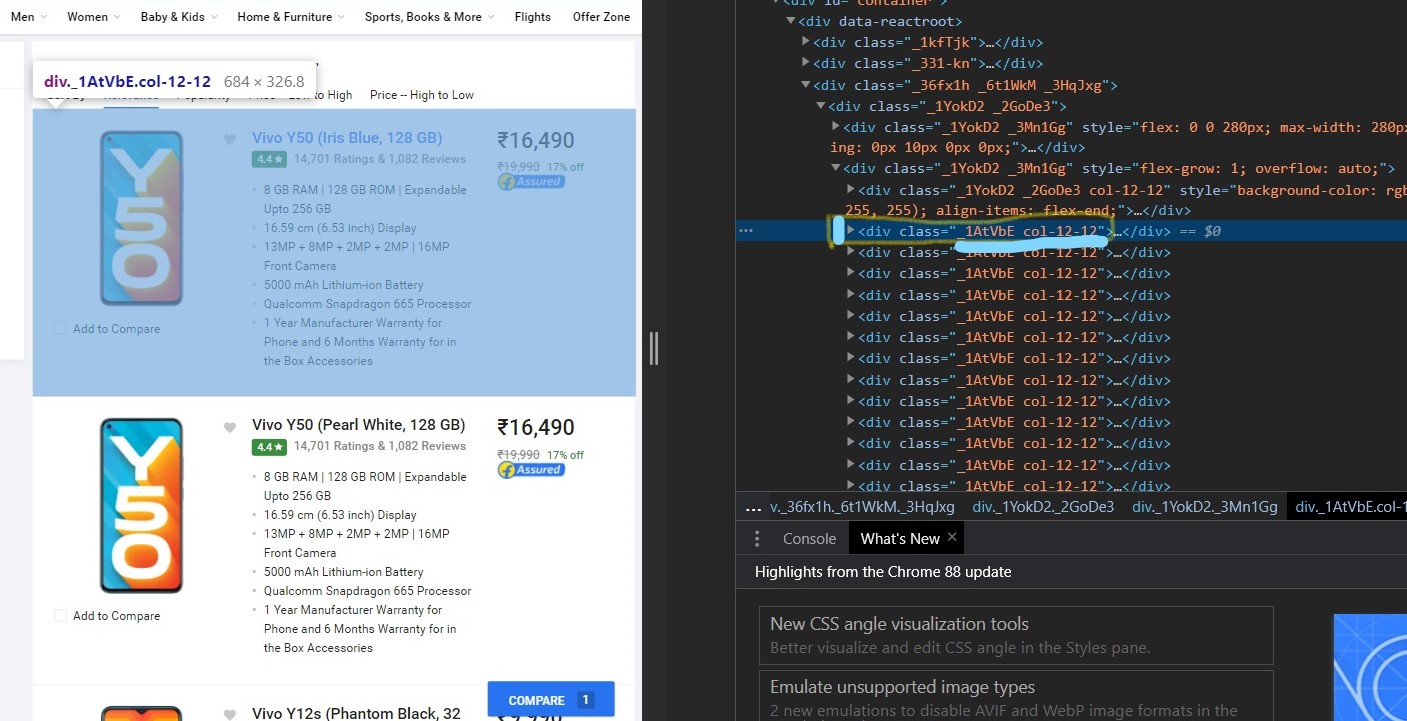 Men Women Baby & Kids Home & Furniture Sports, Books & More Flights Offer Zone
div._1AtVbE.col-12-12 684 × 326.8
Relevance Popularity Price -- Low to High Price -- High to Low
Y50
Vivo Y50 (Iris Blue, 128 GB)
4.4★ 14,701 Ratings & 1,082 Reviews
8 GB RAM | 128 GB ROM | Expandable
Upto 256 GB
16.59 cm (6.53 inch) Display
13MP + 8MP + 2MP + 2MP | 16MP
Front Camera
5000 mAh Lithium-ion Battery
Qualcomm Snapdragon 665 Processor
1 Year Manufacturer Warranty for
Phone and 6 Months Warranty for in
the Box Accessories
₹16,490
₹19,990 17% off
Assured
Add to Compare
Y50
Vivo Y50 (Pearl White, 128 GB)
4.4★ 14,701 Ratings & 1,082 Reviews
8 GB RAM | 128 GB ROM | Expandable
Upto 256 GB
16.59 cm (6.53 inch) Display
13MP + 8MP + 2MP + 2MP | 16MP
Front Camera
5000 mAh Lithium-ion Battery
Qualcomm Snapdragon 665 Processor
1 Year Manufacturer Warranty for
Phone and 6 Months Warranty for in
the Box Accessories
₹16,490
₹19,990 17% off
Assured
Add to Compare
Vivo Y12s (Phantom Black, 32
₹9,990
COMPARE 1
<div id="container">
<div data-reactroot>
<div class="_1kfTjk">…</div>
<div class="_331-kn">…</div>
<div class="_36fx1h _6t1WkM _3HqJxg">
<div class="_1YokD2 _2GoDe3">
<div class="_1YokD2 _3Mn1Gg" style="flex: 0 0 280px; max-width: 280px
ing: 0px 10px 0px 0px;">…</div>
<div class="_1YokD2 _3Mn1Gg" style="flex-grow: 1; overflow: auto;">
<div class="_1YokD2 _2GoDe3 col-12-12" style="background-color: rgb
255, 255); align-items: flex-end;">…</div>
… <div class="_1AtVbE col-12-12">…</div> == $0
<div class="_1AtVbE col-12-12">…</div>
<div class="_1AtVbE col-12-12">…</div>
<div class="_1AtVbE col-12-12">…</div>
<div class="_1AtVbE col-12-12">…</div>
<div class="_1AtVbE col-12-12">…</div>
<div class="_1AtVbE col-12-12">…</div>
<div class="_1AtVbE col-12-12">…</div>
<div class="_1AtVbE col-12-12">…</div>
<div class="_1AtVbE col-12-12">…</div>
<div class="_1AtVbE col-12-12">…</div>
<div class="_1AtVbE col-12-12">…</div>
<div class="_1AtVbE col-12-12">…</div>
... v._36fx1h._6t1WkM._3HqJxg div._1YokD2._2GoDe3 div._1YokD2._3Mn1Gg div._1AtVbE.col-1
Console What's New ×
Highlights from the Chrome 88 update
New CSS angle visualization tools
Better visualize and edit CSS angle in the Styles pane.
Emulate unsupported image types
2 new emulations to disable AVIF and WebP image formats in the